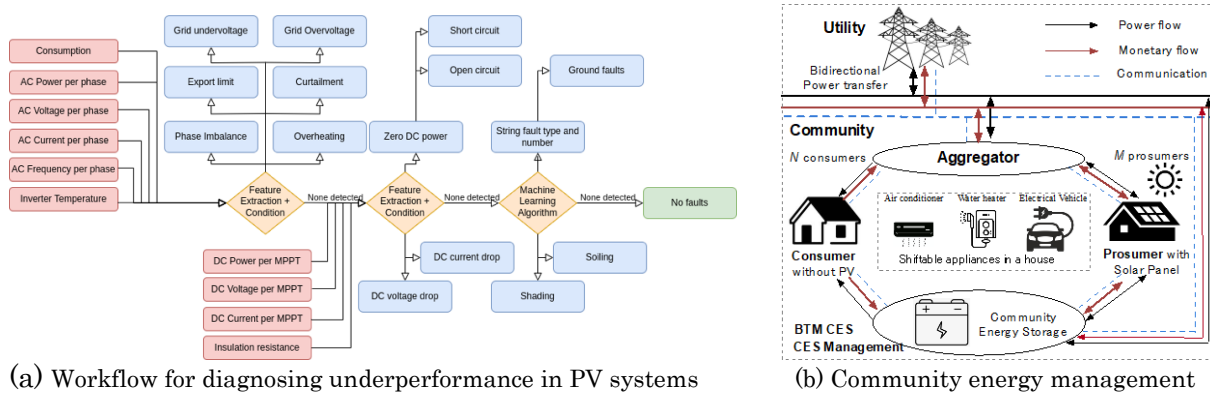 Grid undervoltage
Grid Overvoltage
Short circuit
Consumption
Open circuit
Ground faults
AC Power per phase
Export limit
Curtailment
AC Voltage per phase
AC Current per phase
Phase Imbalance
Overheating
Zero DC power
String fault type and
number
AC Frequency per phase
Inverter Temperature
Feature
Extraction +
Condition
None detected
Feature
Extraction +
Condition
None detected
Machine
Learning
Algorithm
None detected
No faults
DC Power per MPPT
DC current drop
Soiling
DC Voltage per MPPT
DC voltage drop
Shading
DC Current per MPPT
Insulation resistance
(a) Workflow for diagnosing underperformance in PV systems
Utility
Power flow
Monetary flow
Communication
Bidirectional
Power transfer
Community
N consumers
Aggregator
M prosumers
Air conditioner
Water heater
Electrical Vehicle
Shiftable appliances in a house
Consumer
without PV
Prosumer with
Solar Panel
Community
Energy Storage
BTM CES
CES Management
(b) Community energy management